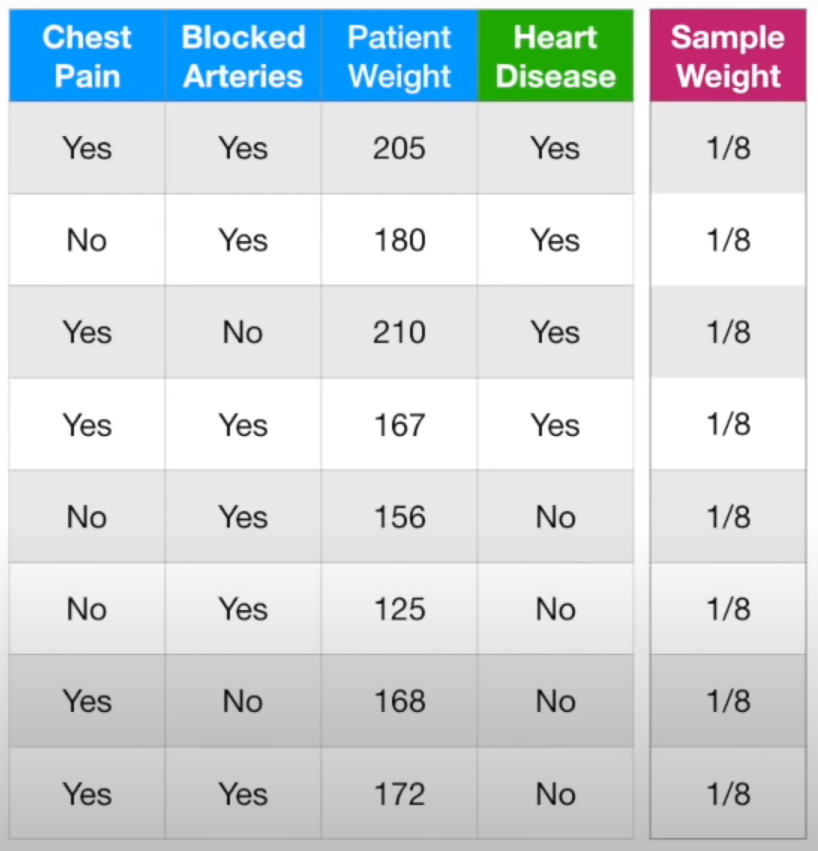 Chest Pain Blocked Arteries Patient Weight Heart Disease Sample Weight
Yes Yes 205 Yes 1/8
No Yes 180 Yes 1/8
Yes No 210 Yes 1/8
Yes Yes 167 Yes 1/8
No Yes 156 No 1/8
No Yes 125 No 1/8
Yes No 168 No 1/8
Yes Yes 172 No 1/8